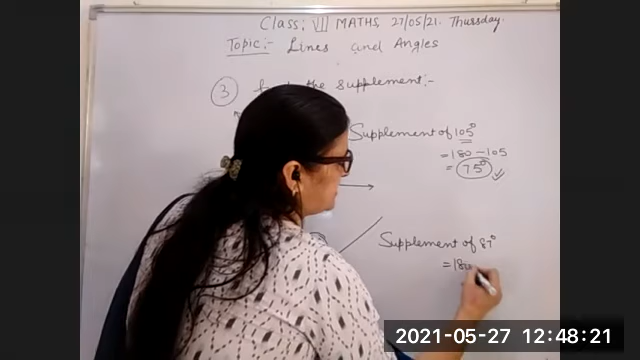 Class: VII MATHS, 27/05/21. Thursday.
Topic:- Lines and Angles
3 the supplement:-
Supplement of 105°
= 180 - 105
= 75°
Supplement of 87°
= 180
2021-05-27 12:48:21